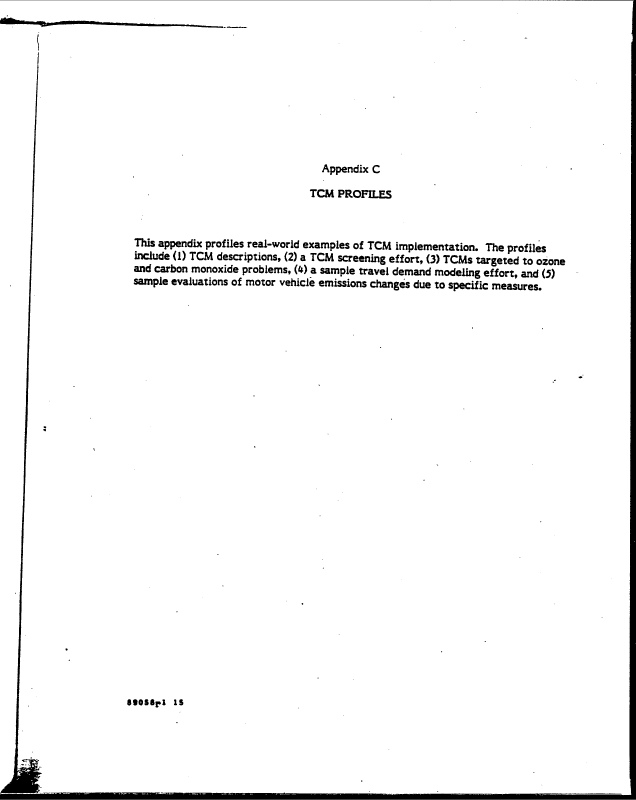 Appendix C
TCM PROFILES
This appendix profiles real-world examples of TCM implementation. The profiles
include (1) TCM descriptions, (2) a TCM screening effort, (3) TCMs targeted to ozone
and carbon monoxide problems, (4) a sample travel demand modeling effort, and (5)
sample evaluations of motor vehicle emissions changes due to specific measures.
89058r1 15